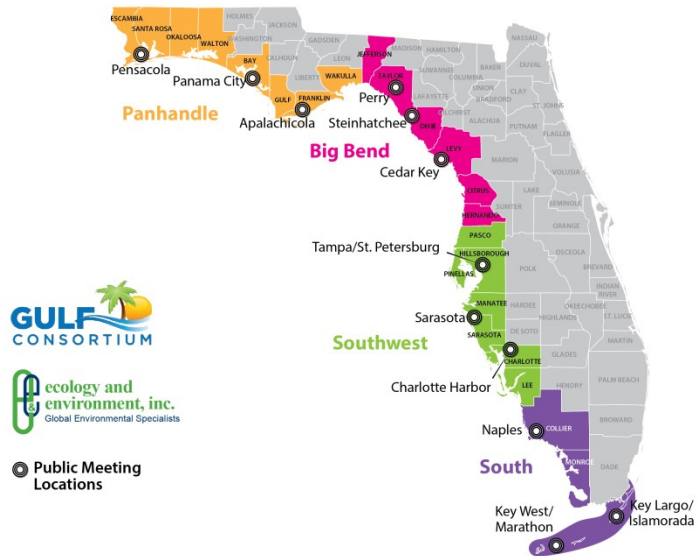 ESCAMBIA
SANTA ROSA
OKALOOSA
WALTON
HOLMES
JACKSON
WASHINGTON
BAY
CALHOUN
GADSDEN
LEON
LIBERTY
GULF
FRANKLIN
WAKULLA
JEFFERSON
MADISON
HAMILTON
SUWANNEE
TAYLOR
LAFAYETTE
COLUMBIA
BAKER
NASSAU
DUVAL
UNION
BRADFORD
CLAY
ST. JOHNS
GILCHRIST
ALACHUA
PUTNAM
FLAGLER
DIXIE
LEVY
MARION
VOLUSIA
CITRUS
HERNANDO
SUMTER
LAKE
SEMINOLE
ORANGE
PASCO
HILLSBOROUGH
PINELLAS
POLK
OSCEOLA
BREVARD
INDIAN
RIVER
MANATEE
HARDEE
HIGHLANDS
OKEECHOBEE
ST. LUCIE
SARASOTA
DE SOTO
MARTIN
CHARLOTTE
GLADES
LEE
HENDRY
PALM BEACH
COLLIER
BROWARD
MONROE
DADE
Pensacola
Panama City
Apalachicola
Panhandle
Perry
Steinhatchee
Big Bend
Cedar Key
Tampa/St. Petersburg
Sarasota
Southwest
Charlotte Harbor
Naples
South
Key West/
Marathon
Key Largo/
Islamorada
GULF
CONSORTIUM
e&e
ecology and
environment, inc.
Global Environmental Specialists
Public Meeting
Locations